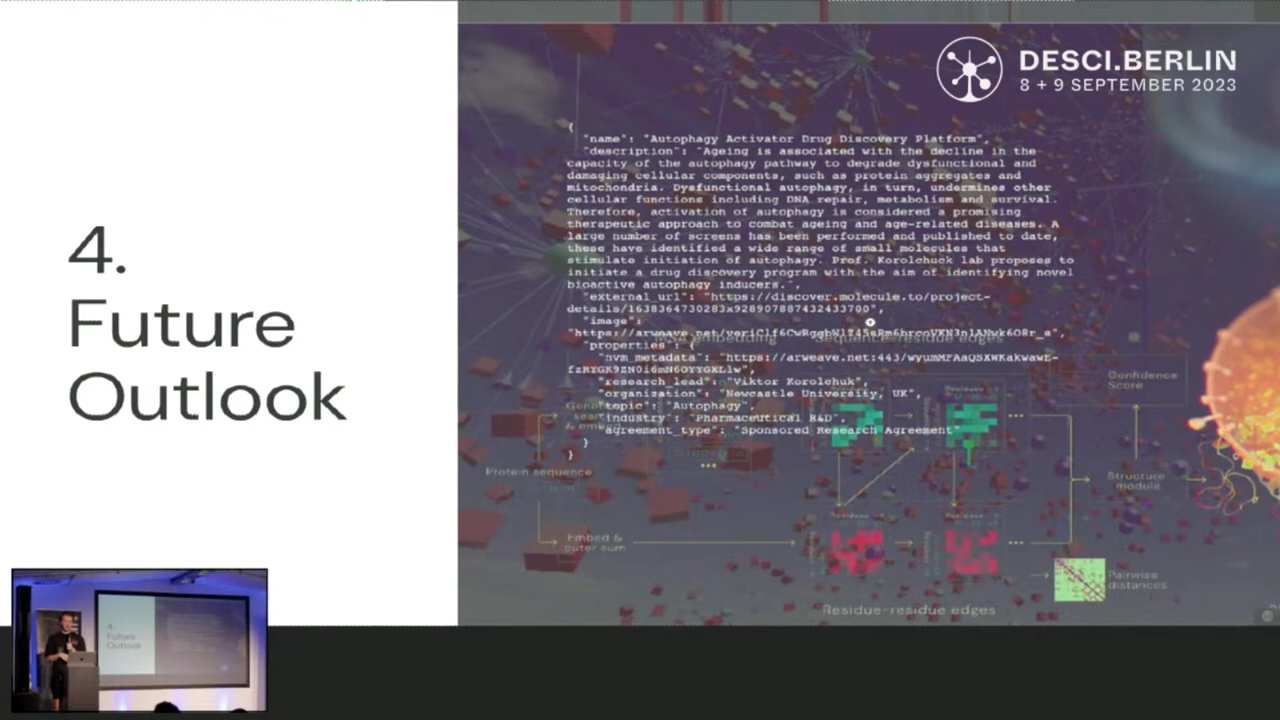 DESCI.BERLIN
8 + 9 SEPTEMBER 2023
4.
Future
Outlook
{
"name": "Autophagy Activator Drug Discovery Platform",
"description": "Ageing is associated with the decline in the
capacity of the autophagy pathway to degrade dysfunctional and
damaging cellular components, such as protein aggregates and
mitochondria. Dysfunctional autophagy, in turn, undermines other
cellular functions including DNA repair, metabolism and survival.
Therefore, activation of autophagy is considered a promising
therapeutic approach to combat ageing and age-related diseases. A
large number of screens has been performed and published to date,
these have identified a wide range of small molecules that
stimulate initiation of autophagy. Prof. Korolchuck lab proposes to
initiate a drug discovery program with the aim of identifying novel
bioactive autophagy inducers.",
"external_url": "https://discover.molecule.to/project-
details/1638364730283x928907887432433700",
"image":
"properties": {
"research_lead": "Viktor Korolchuk",
"organization": "Newcastle University, UK",
"topic": "Autophagy",
"industry": "Pharmaceutical R&D",
"agreement_type": "Sponsored Research Agreement"
}
}
embedding
Sequence-residue edges
Confidence
Score
Protein sequence
Structure
module
Embed &
outer sum
Pairwise
distances
Residue-residue edges
4.
Future
Outlook